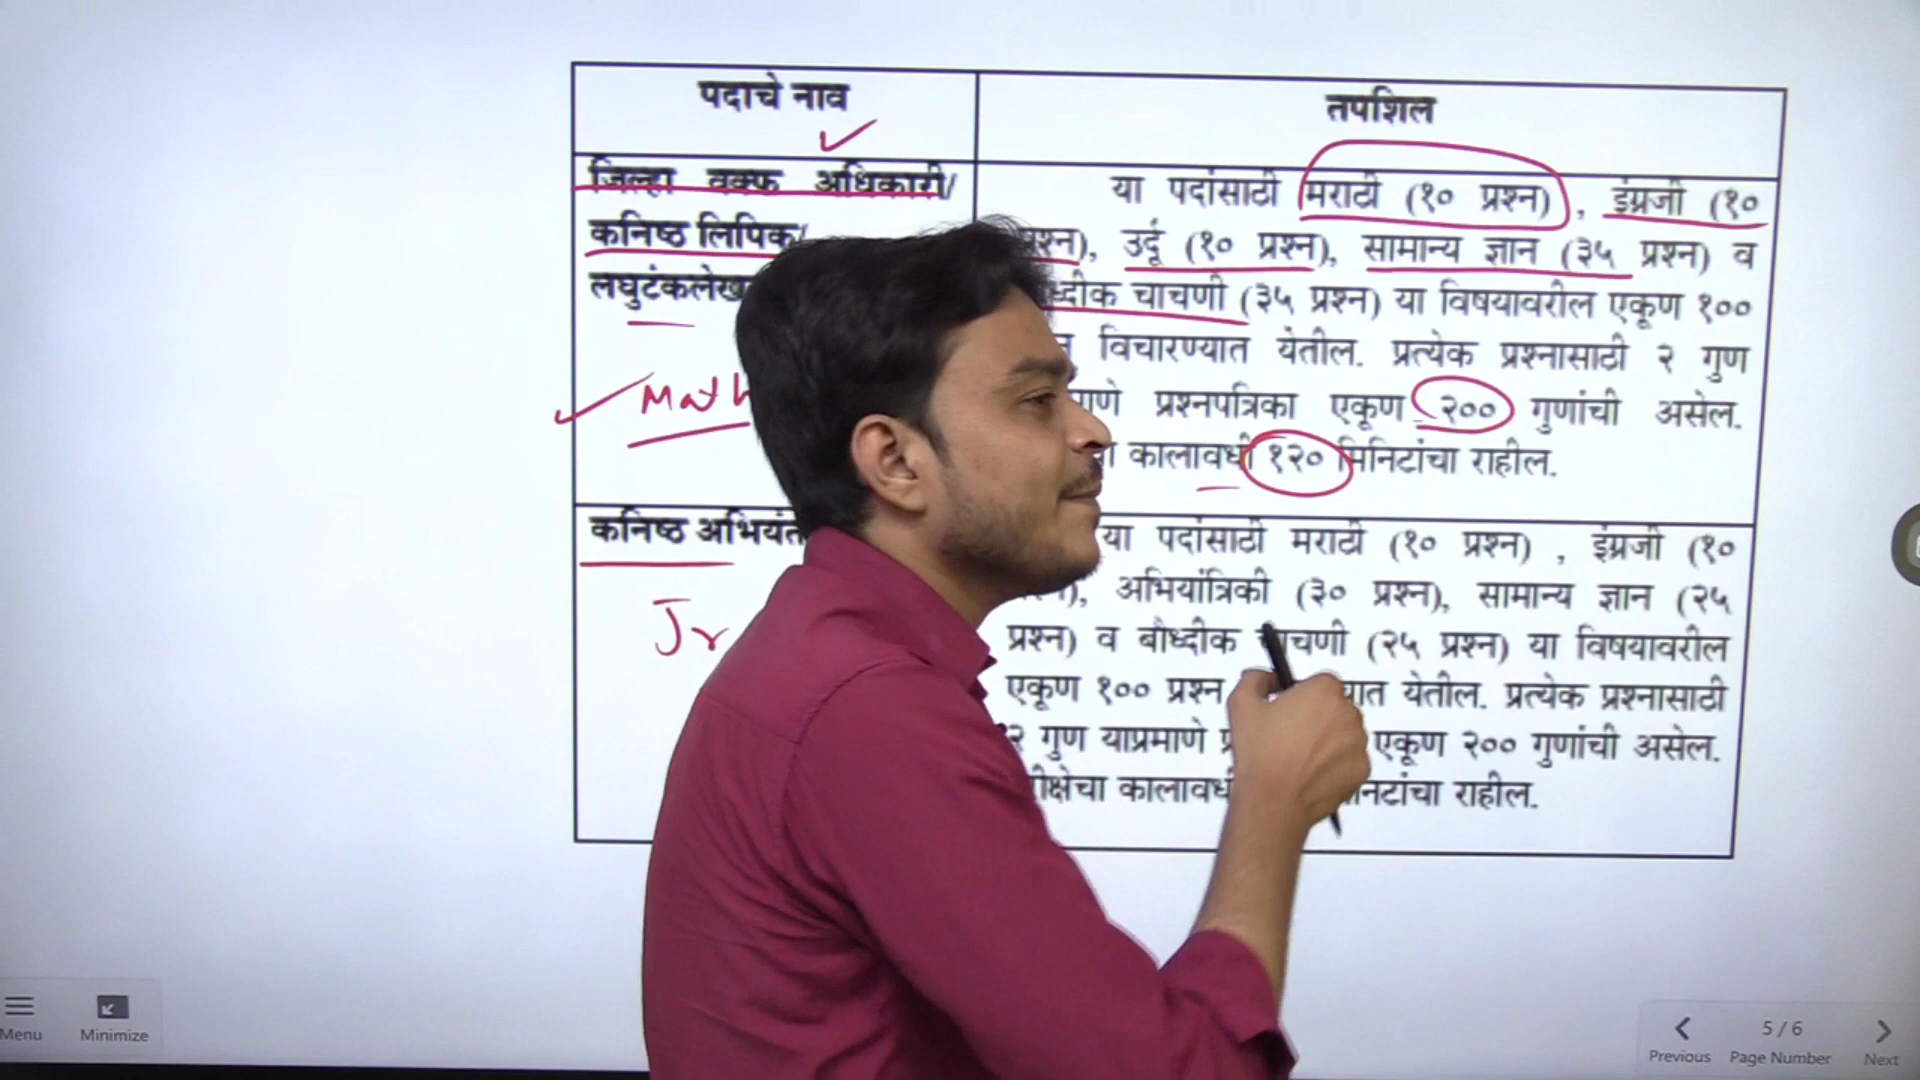 पदाचे नाव
तपशिल
जिल्हा वक्फ अधिकारी/
कनिष्ठ लिपिक/
लघुटंकलेख
Math
या पदांसाठी मराठी (१० प्रश्न) , इंग्रजी (१०
प्रश्न), उर्दू (१० प्रश्न), सामान्य ज्ञान (३५ प्रश्न) व
चाचणी (३५ प्रश्न) या विषयावरील एकूण १००
विचारण्यात येतील. प्रत्येक प्रश्नासाठी २ गुण
प्रश्नपत्रिका एकूण २०० गुणांची असेल.
कालावधी १२० मिनिटांचा राहील.
कनिष्ठ अभियंत
Jr
या पदांसाठी मराठी (१० प्रश्न) , इंग्रजी (१०
अभियांत्रिकी (३० प्रश्न), सामान्य ज्ञान (२५
प्रश्न) व बौध्दीक चाचणी (२५ प्रश्न) या विषयावरील
एकूण १०० प्रश्न येतील. प्रत्येक प्रश्नासाठी
२ गुण याप्रमाणे एकूण २०० गुणांची असेल.
कालावधी राहील.
Menu
Minimize
Previous
5 / 6
Page Number
Next